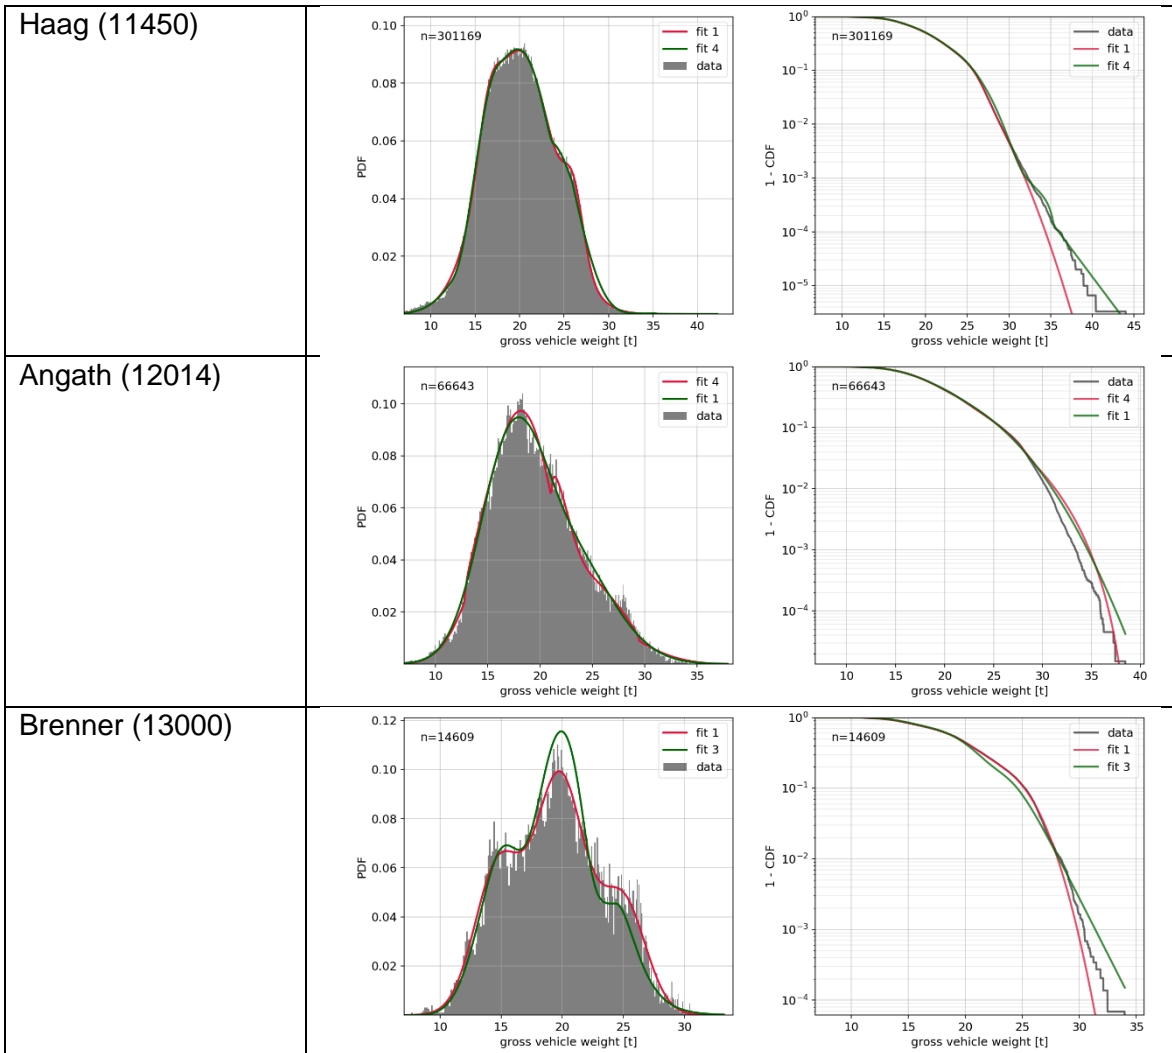 Haag (11450)
n=301169
fit 1
fit 4
data
0.10
0.08
0.06
0.04
0.02
PDF
10 15 20 25 30 35 40
gross vehicle weight [t]
n=301169
data
fit 1
fit 4
10^0
10^-1
10^-2
10^-3
10^-4
10^-5
1 - CDF
10 15 20 25 30 35 40 45
gross vehicle weight [t]
Angath (12014)
n=66643
fit 4
fit 1
data
0.10
0.08
0.06
0.04
0.02
PDF
10 15 20 25 30 35
gross vehicle weight [t]
n=66643
data
fit 4
fit 1
10^0
10^-1
10^-2
10^-3
10^-4
1 - CDF
10 15 20 25 30 35 40
gross vehicle weight [t]
Brenner (13000)
n=14609
fit 1
fit 3
data
0.12
0.10
0.08
0.06
0.04
0.02
PDF
10 15 20 25 30
gross vehicle weight [t]
n=14609
data
fit 1
fit 3
10^0
10^-1
10^-2
10^-3
10^-4
1 - CDF
10 15 20 25 30 35
gross vehicle weight [t]